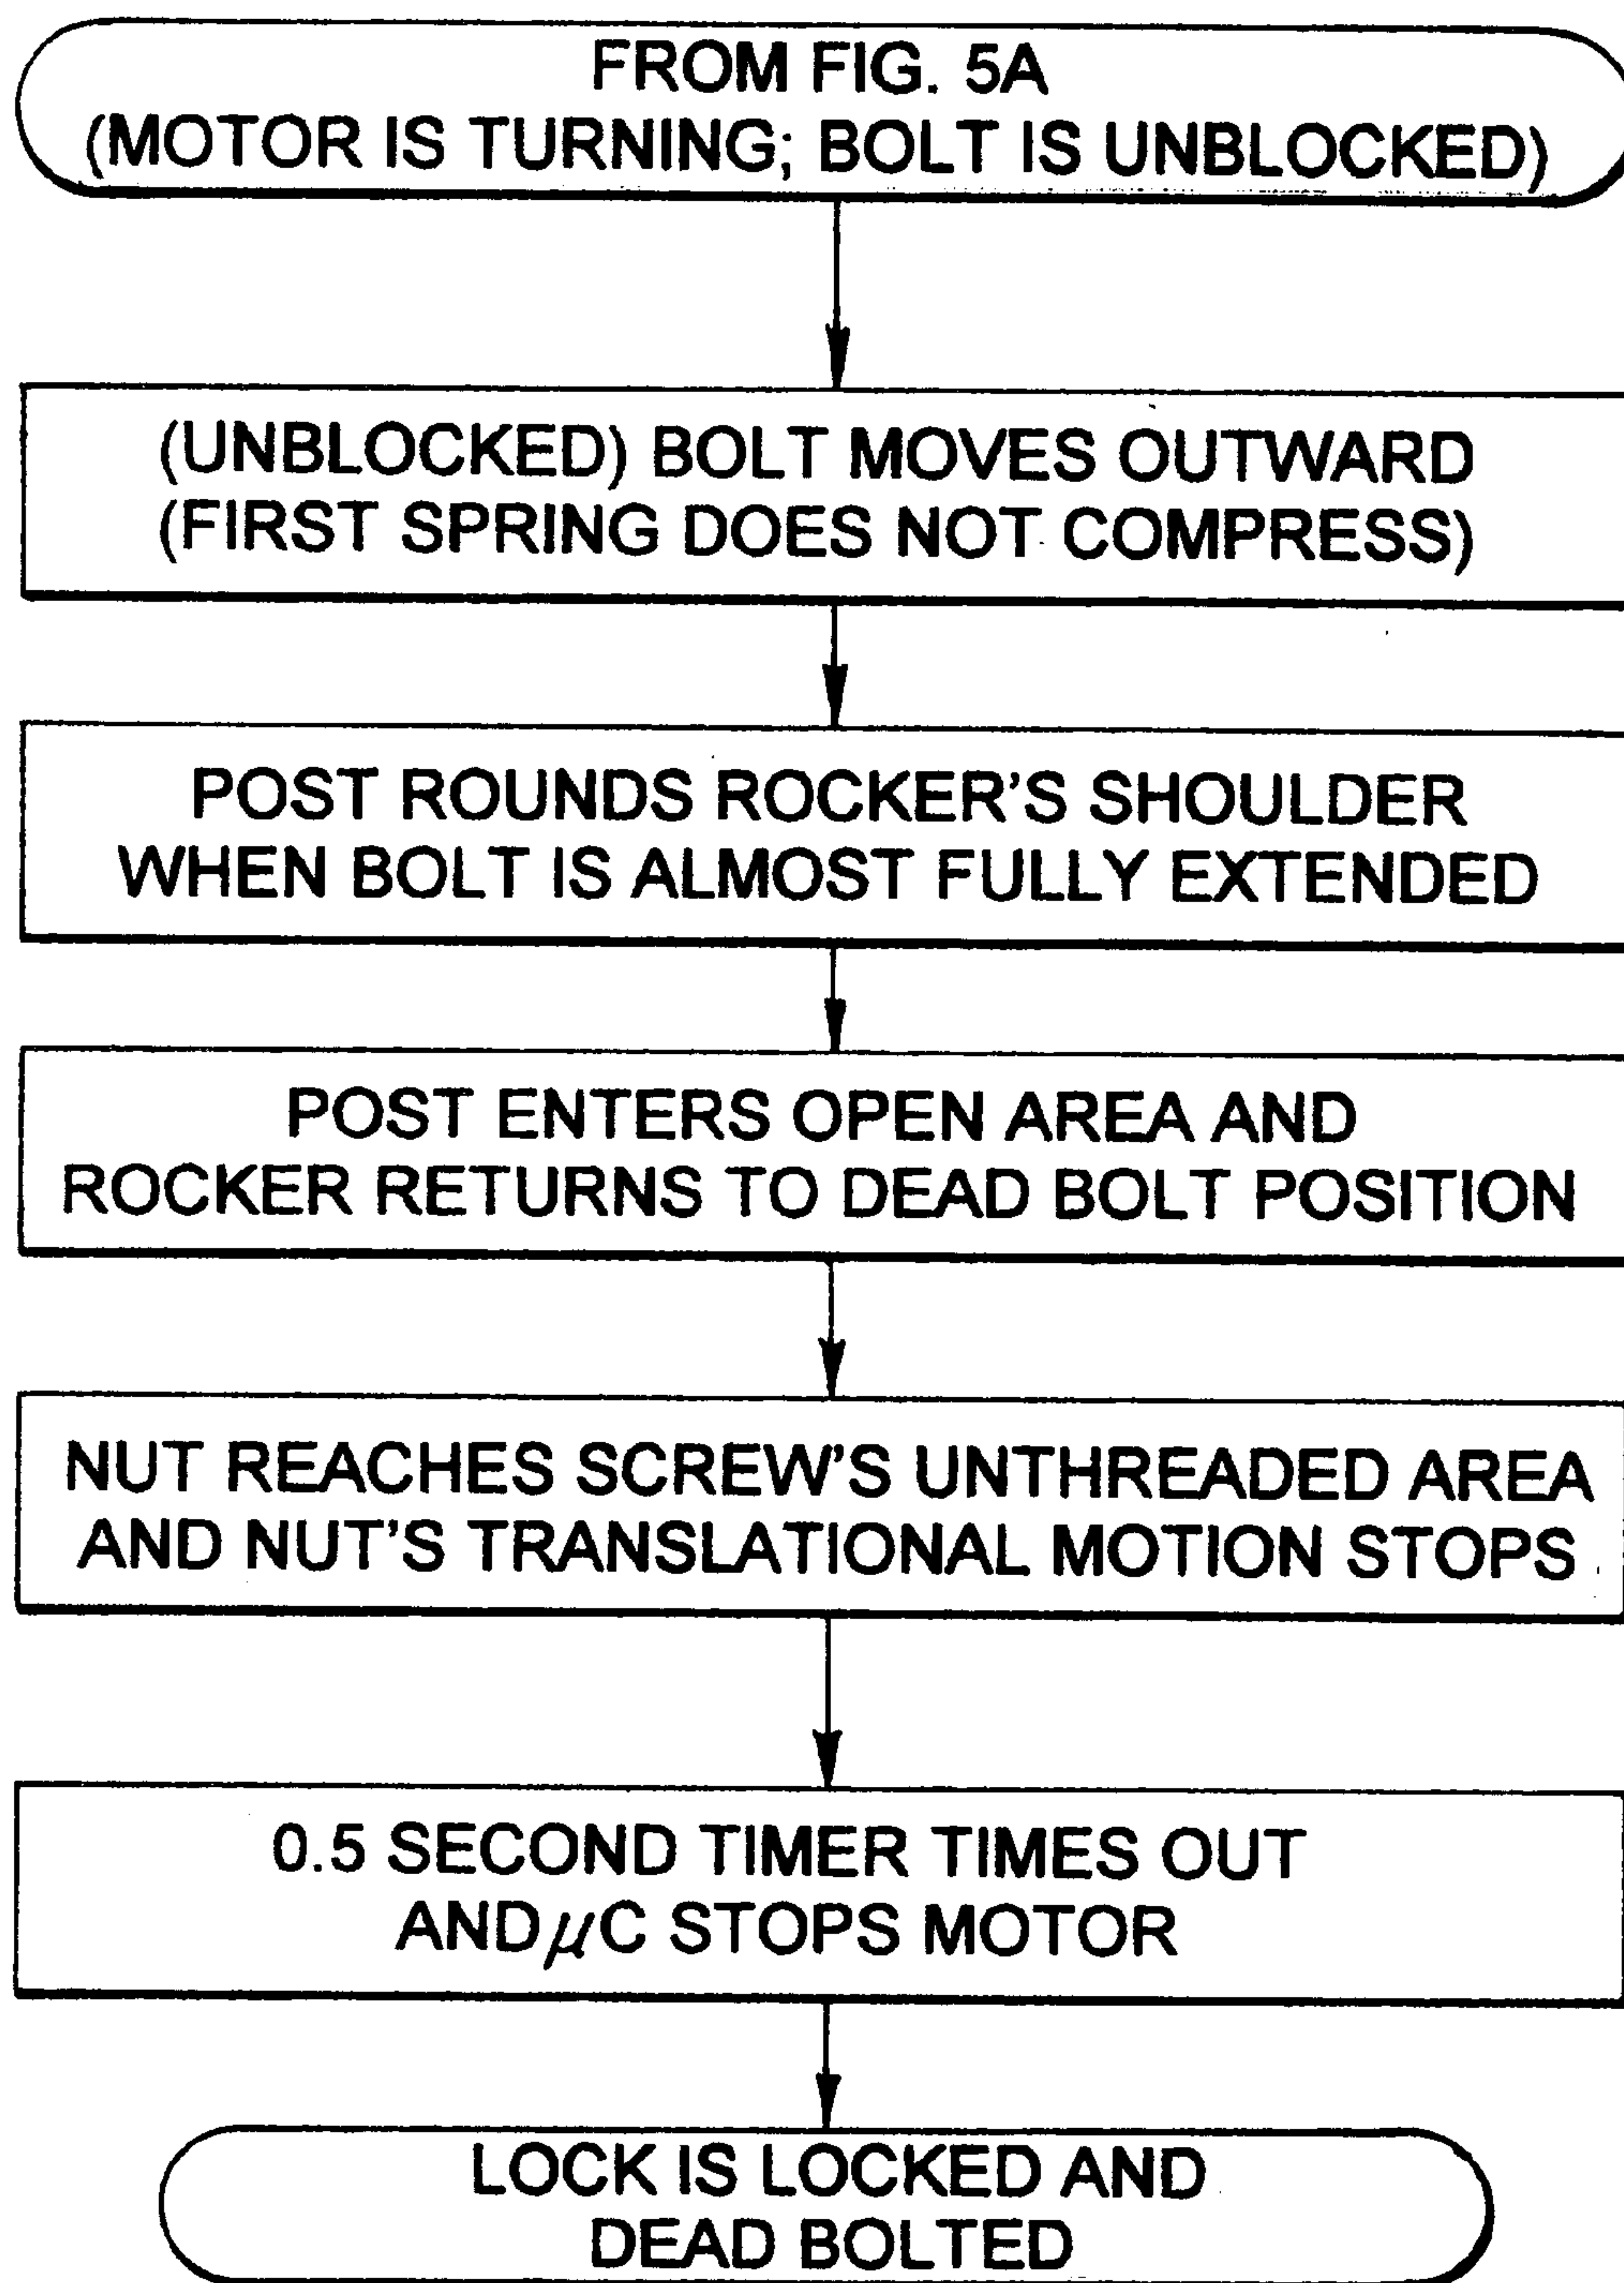 FROM FIG. 5A
(MOTOR IS TURNING; BOLT IS UNBLOCKED)
(UNBLOCKED) BOLT MOVES OUTWARD
(FIRST SPRING DOES NOT COMPRESS)
POST ROUNDS ROCKER'S SHOULDER
WHEN BOLT IS ALMOST FULLY EXTENDED
POST ENTERS OPEN AREA AND
ROCKER RETURNS TO DEAD BOLT POSITION
NUT REACHES SCREW'S UNTHREADED AREA
AND NUT'S TRANSLATIONAL MOTION STOPS
0.5 SECOND TIMER TIMES OUT
AND μC STOPS MOTOR
LOCK IS LOCKED AND
DEAD BOLTED